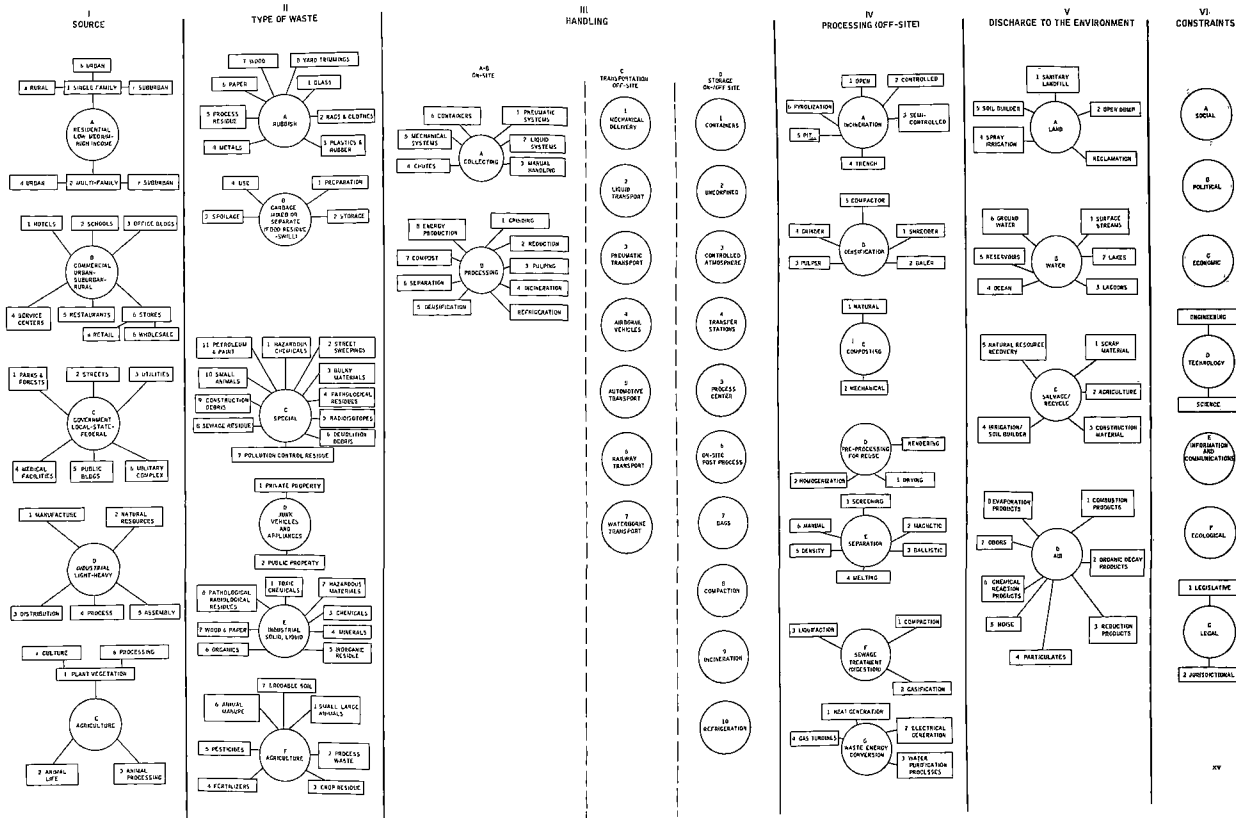 I
SOURCE
b URBAN
a RURAL
1 SINGLE FAMILY
c SUBURBAN
A
RESIDENTIAL
LOW MEDIUM-
HIGH INCOME
d URBAN
2 MULTI-FAMILY
SUBURBAN
1 HOTELS
2 SCHOOLS
3 OFFICE BLDGS
B
COMMERCIAL
URBAN-
SUBURBAN-
RURAL
4 SERVICE
CENTERS
5 RESTAURANTS
6 STORES
a RETAIL
b WHOLESALE
1 PARKS &
FORESTS
2 STREETS
3 UTILITIES
C
GOVERNMENT
LOCAL-STATE-
FEDERAL
4 MEDICAL
FACILITIES
5 PUBLIC
BLDGS
6 MILITARY
COMPLEX
1 MANUFACTURE
2 NATURAL
RESOURCES
D
INDUSTRIAL
LIGHT-HEAVY
3 DISTRIBUTION
4 PROCESS
5 ASSEMBLY
a CULTURE
b PROCESSING
1 PLANT VEGETATION
E
AGRICULTURE
2 ANIMAL
LIFE
3 ANIMAL
PROCESSING
II
TYPE OF WASTE
7 WOOD
8 YARD TRIMMINGS
6 PAPER
1 GLASS
5 PROCESS
RESIDUE
A
RUBBISH
2 RAGS & CLOTHES
4 METALS
3 PLASTICS &
RUBBER
4 USE
1 PREPARATION
B
GARBAGE
MIXED OR
SEPARATE
(FOOD RESIDUE
-SWILL)
3 SPOILAGE
2 STORAGE
11 PETROLEUM
& PAINT
1 HAZARDOUS
CHEMICALS
2 STREET
SWEEPINGS
10 SMALL
ANIMALS
3 BULKY
MATERIALS
9 CONSTRUCTION
DEBRIS
C
SPECIAL
4 PATHOLOGICAL
RESIDUES
8 SEWAGE RESIDUE
5 RADIOISOTOPES
6 DEMOLITION
DEBRIS
7 POLLUTION CONTROL RESIDUE
1 PRIVATE PROPERTY
D
JUNK
VEHICLES
AND
APPLIANCES
2 PUBLIC PROPERTY
8 PATHOLOGICAL
RADIOLOGICAL
RESIDUES
1 TOXIC
CHEMICALS
2 HAZARDOUS
MATERIALS
7 WOOD & PAPER
E
INDUSTRIAL
SOLID, LIQUID
3 CHEMICALS
4 MINERALS
6 ORGANICS
5 INORGANIC
RESIDUE
7 ERODABLE SOIL
6 ANIMAL
MANURE
1 SMALL LARGE
ANIMALS
5 PESTICIDES
F
AGRICULTURE
2 PROCESS
WASTE
4 FERTILIZERS
3 CROP RESIDUE
III
HANDLING
A-B
ON-SITE
6 CONTAINERS
1 PNEUMATIC
SYSTEMS
5 MECHANICAL
SYSTEMS
A
COLLECTING
2 LIQUID
SYSTEMS
4 CHUTES
3 MANUAL
HANDLING
8 ENERGY
PRODUCTION
1 GRINDING
2 REDUCTION
7 COMPOST
B
PROCESSING
3 PULPING
6 SEPARATION
4 INCINERATION
5 DENSIFICATION
REFRIGERATION
C
TRANSPORTATION
OFF-SITE
1
MECHANICAL
DELIVERY
2
LIQUID
TRANSPORT
3
PNEUMATIC
TRANSPORT
4
AIRBORNE
VEHICLES
5
AUTOMOTIVE
TRANSPORT
6
RAILWAY
TRANSPORT
7
WATERBORNE
TRANSPORT
D
STORAGE
ON-/OFF SITE
1
CONTAINERS
2
UNCONFINED
3
CONTROLLED
ATMOSPHERE
4
TRANSFER
STATIONS
5
PROCESS
CENTER
6
ON-SITE
POST PROCESS
7
BAGS
8
COMPACTION
9
INCINERATION
10
REFRIGERATION
IV
PROCESSING (OFF-SITE)
1 OPEN
2 CONTROLLED
6 PYROLIZATION
A
INCINERATION
3 SEMI-
CONTROLLED
5 PIT
4 TRENCH
5 COMPACTOR
4 GRINDER
1 SHREDDER
B
DENSIFICATION
3 PULPER
2 BALER
1 NATURAL
C
COMPOSTING
2 MECHANICAL
D
PRE-PROCESSING
FOR REUSE
RENDERING
2 HOMOGENIZATION
DRYING
1 SCREENING
6 MANUAL
2 MAGNETIC
E
SEPARATION
5 DENSITY
3 BALLISTIC
4 MELTING
3 LIQUIFACTION
1 COMPACTION
F
SEWAGE
TREATMENT
(DIGESTION)
2 GASIFICATION
1 HEAT GENERATION
4 GAS TURBINES
G
WASTE ENERGY
CONVERSION
2 ELECTRICAL
GENERATION
3 WATER
PURIFICATION
PROCESSES
V
DISCHARGE TO THE ENVIRONMENT
1 SANITARY
LANDFILL
5 SOIL BUILDER
A
LAND
2 OPEN DUMP
4 SPRAY
IRRIGATION
RECLAMATION
6 GROUND
WATER
1 SURFACE
STREAMS
5 RESERVOIRS
B
WATER
2 LAKES
4 OCEAN
3 LAGOONS
5 NATURAL RESOURCE
RECOVERY
1 SCRAP
MATERIAL
C
SALVAGE/
RECYCLE
2 AGRICULTURE
4 IRRIGATION/
SOIL BUILDER
3 CONSTRUCTION
MATERIAL
8 EVAPORATION
PRODUCTS
1 COMBUSTION
PRODUCTS
7 ODORS
D
AIR
2 ORGANIC DECAY
PRODUCTS
6 CHEMICAL
REACTION
PRODUCTS
5 NOISE
3 REDUCTION
PRODUCTS
4 PARTICULATES
VI
CONSTRAINTS
A
SOCIAL
B
POLITICAL
C
ECONOMIC
ENGINEERING
D
TECHNOLOGY
SCIENCE
E
INFORMATION
AND
COMMUNICATIONS
F
ECOLOGICAL
1 LEGISLATIVE
G
LEGAL
2 JURISDICTIONAL
xv